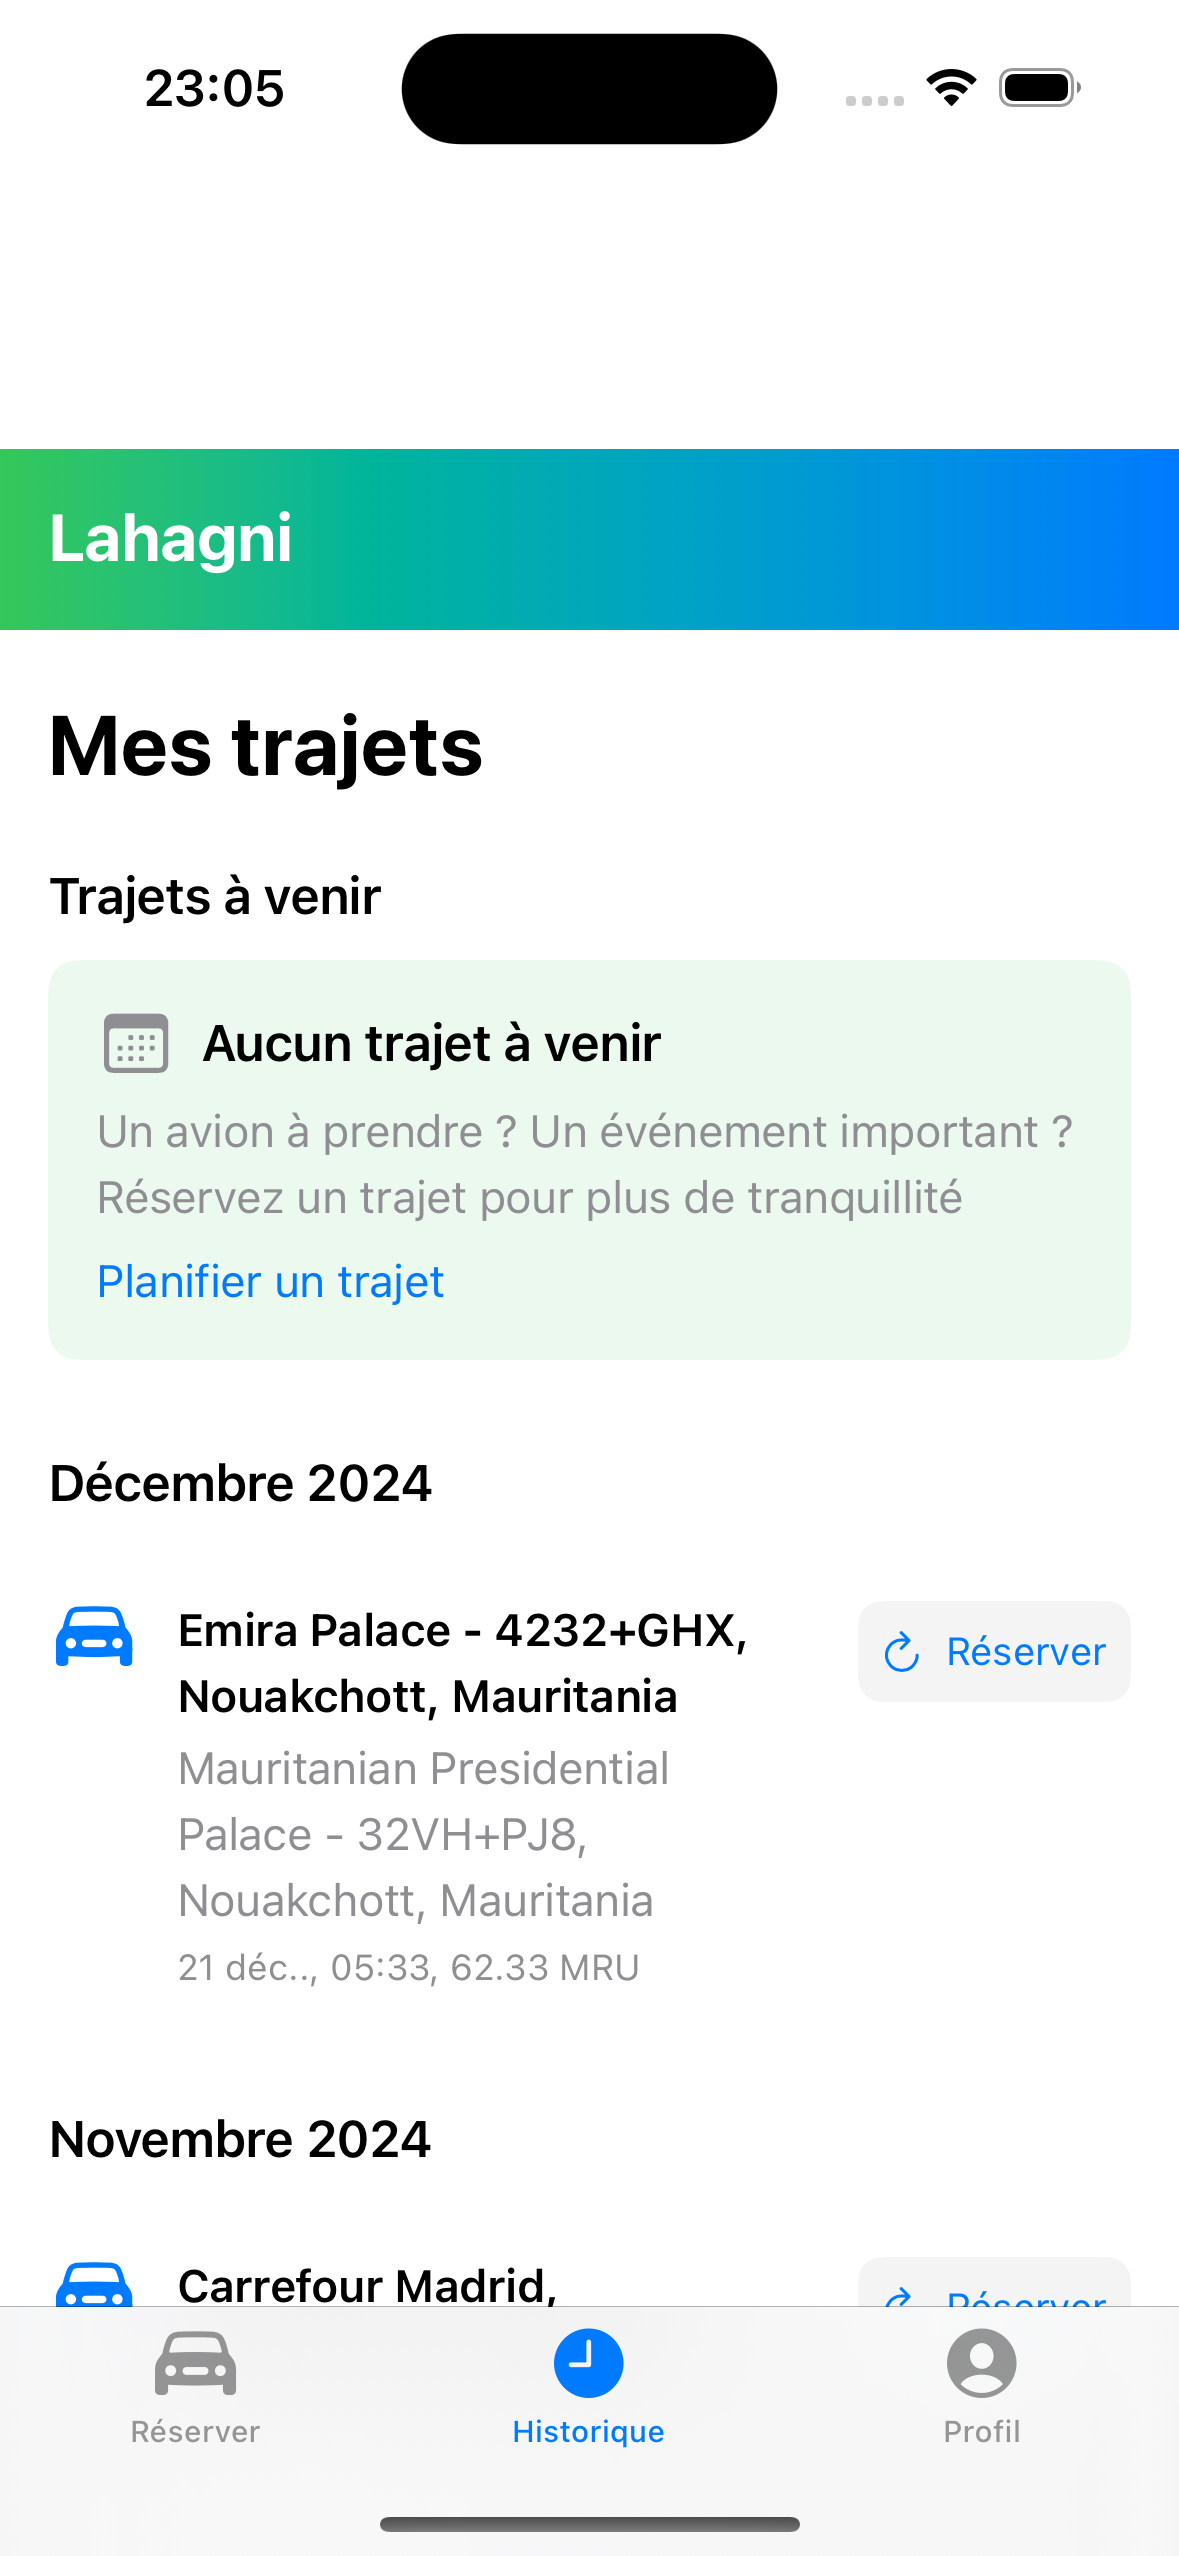 23:05
Lahagni
Mes trajets
Trajets à venir
Aucun trajet à venir
Un avion à prendre ? Un événement important ?
Réservez un trajet pour plus de tranquillité
Planifier un trajet
Décembre 2024
Emira Palace - 4232+GHX,
Nouakchott, Mauritania
Réserver
Mauritanian Presidential
Palace - 32VH+PJ8,
Nouakchott, Mauritania
21 déc.., 05:33, 62.33 MRU
Novembre 2024
Carrefour Madrid,
Réserver
Réserver
Historique
Profil